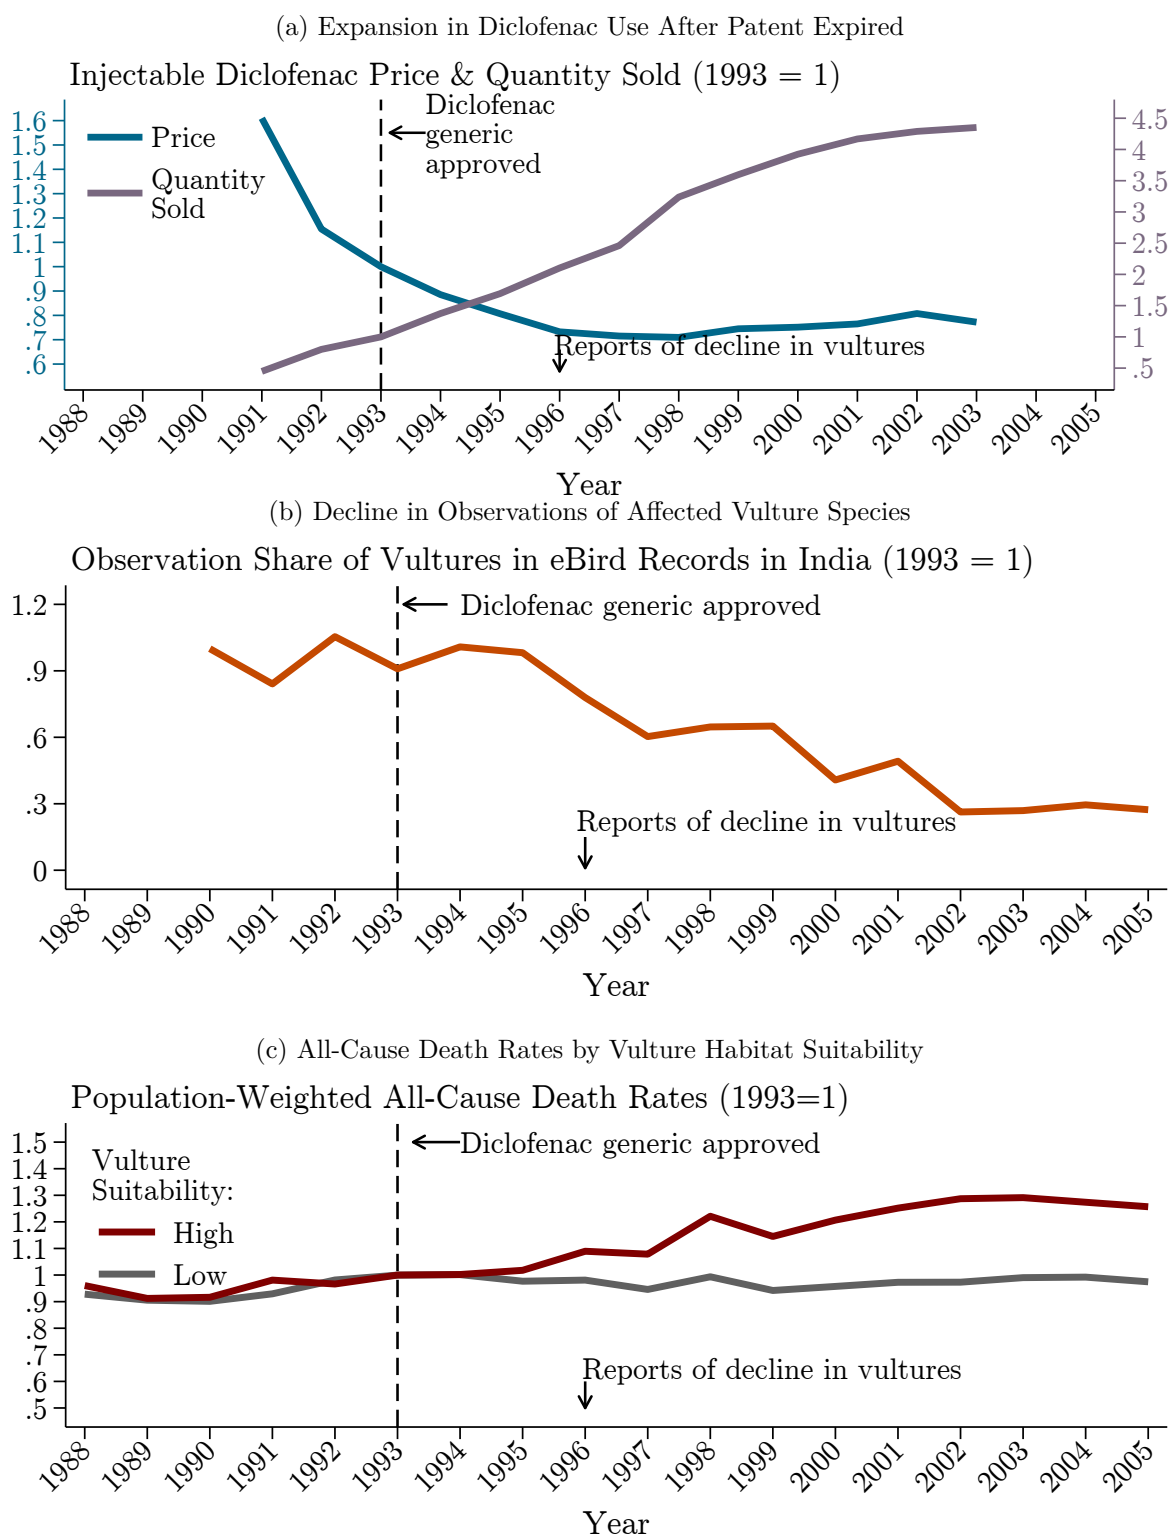 (a) Expansion in Diclofenac Use After Patent Expired
Injectable Diclofenac Price & Quantity Sold (1993 = 1)
Diclofenac
generic
approved
Price
Quantity
Sold
1.6
1.5
1.4
1.3
1.2
1.1
1
.9
.8
.7
.6
4.5
4
3.5
3
2.5
2
1.5
1
.5
Reports of decline in vultures
1988 1989 1990 1991 1992 1993 1994 1995 1996 1997 1998 1999 2000 2001 2002 2003 2004 2005
Year
(b) Decline in Observations of Affected Vulture Species
Observation Share of Vultures in eBird Records in India (1993 = 1)
Diclofenac generic approved
1.2
.9
.6
.3
0
Reports of decline in vultures
1988 1989 1990 1991 1992 1993 1994 1995 1996 1997 1998 1999 2000 2001 2002 2003 2004 2005
Year
(c) All-Cause Death Rates by Vulture Habitat Suitability
Population-Weighted All-Cause Death Rates (1993=1)
Diclofenac generic approved
Vulture
Suitability:
High
Low
1.5
1.4
1.3
1.2
1.1
1
.9
.8
.7
.6
.5
Reports of decline in vultures
1988 1989 1990 1991 1992 1993 1994 1995 1996 1997 1998 1999 2000 2001 2002 2003 2004 2005
Year